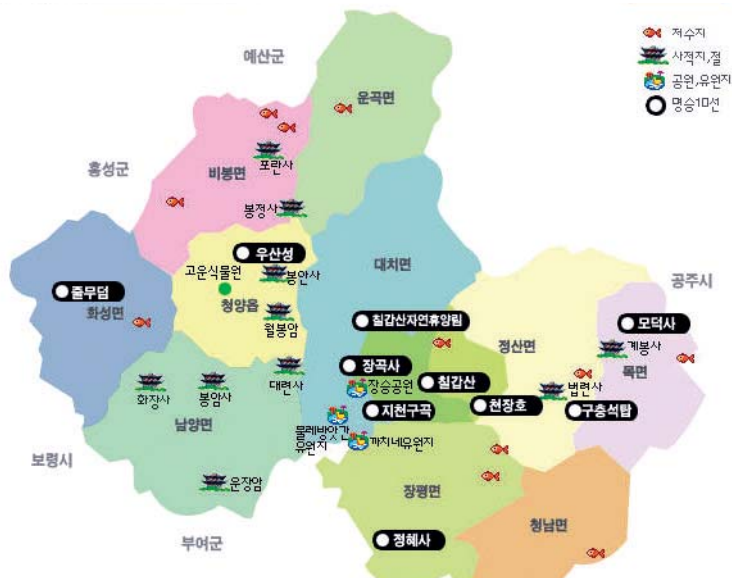 저수지
사적지,절
공원,유원지
명승10선
예산군
운곡면
홍성군
비봉면
포란사
봉정사
우산성
고운식물원
봉안사
청양읍
월봉암
대치면
줄무덤
화성면
공주시
칠갑산자연휴양림
정산면
모덕사
계봉사
목면
장곡사
장승공원
칠갑산
대련사
법련사
화장사
봉암사
지천구곡
천장호
구층석탑
남양면
물레방앗간
유원지
까치네유원지
보령시
운장암
장평면
청남면
부여군
정혜사